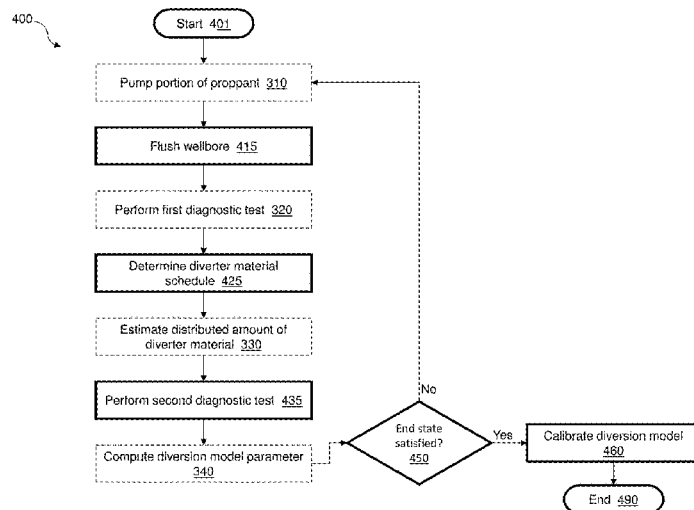 400
Start 401
Pump portion of proppant 310
Flush wellbore 415
Perform first diagnostic test 320
Determine diverter material
schedule 425
Estimate distributed amount of
diverter material 330
Perform second diagnostic test 435
Compute diversion model parameter
340
No
End state
satisfied?
450
Yes
Calibrate diversion model
460
End 490